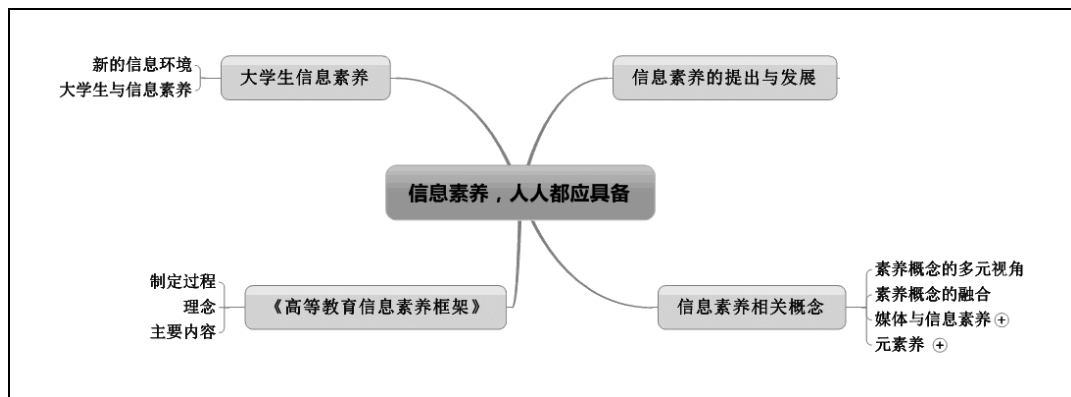 信息素养，人人都应具备
信息素养的提出与发展
信息素养相关概念
素养概念的多元视角
素养概念的融合
媒体与信息素养
元素养
《高等教育信息素养框架》
制定过程
理念
主要内容
大学生信息素养
新的信息环境
大学生与信息素养